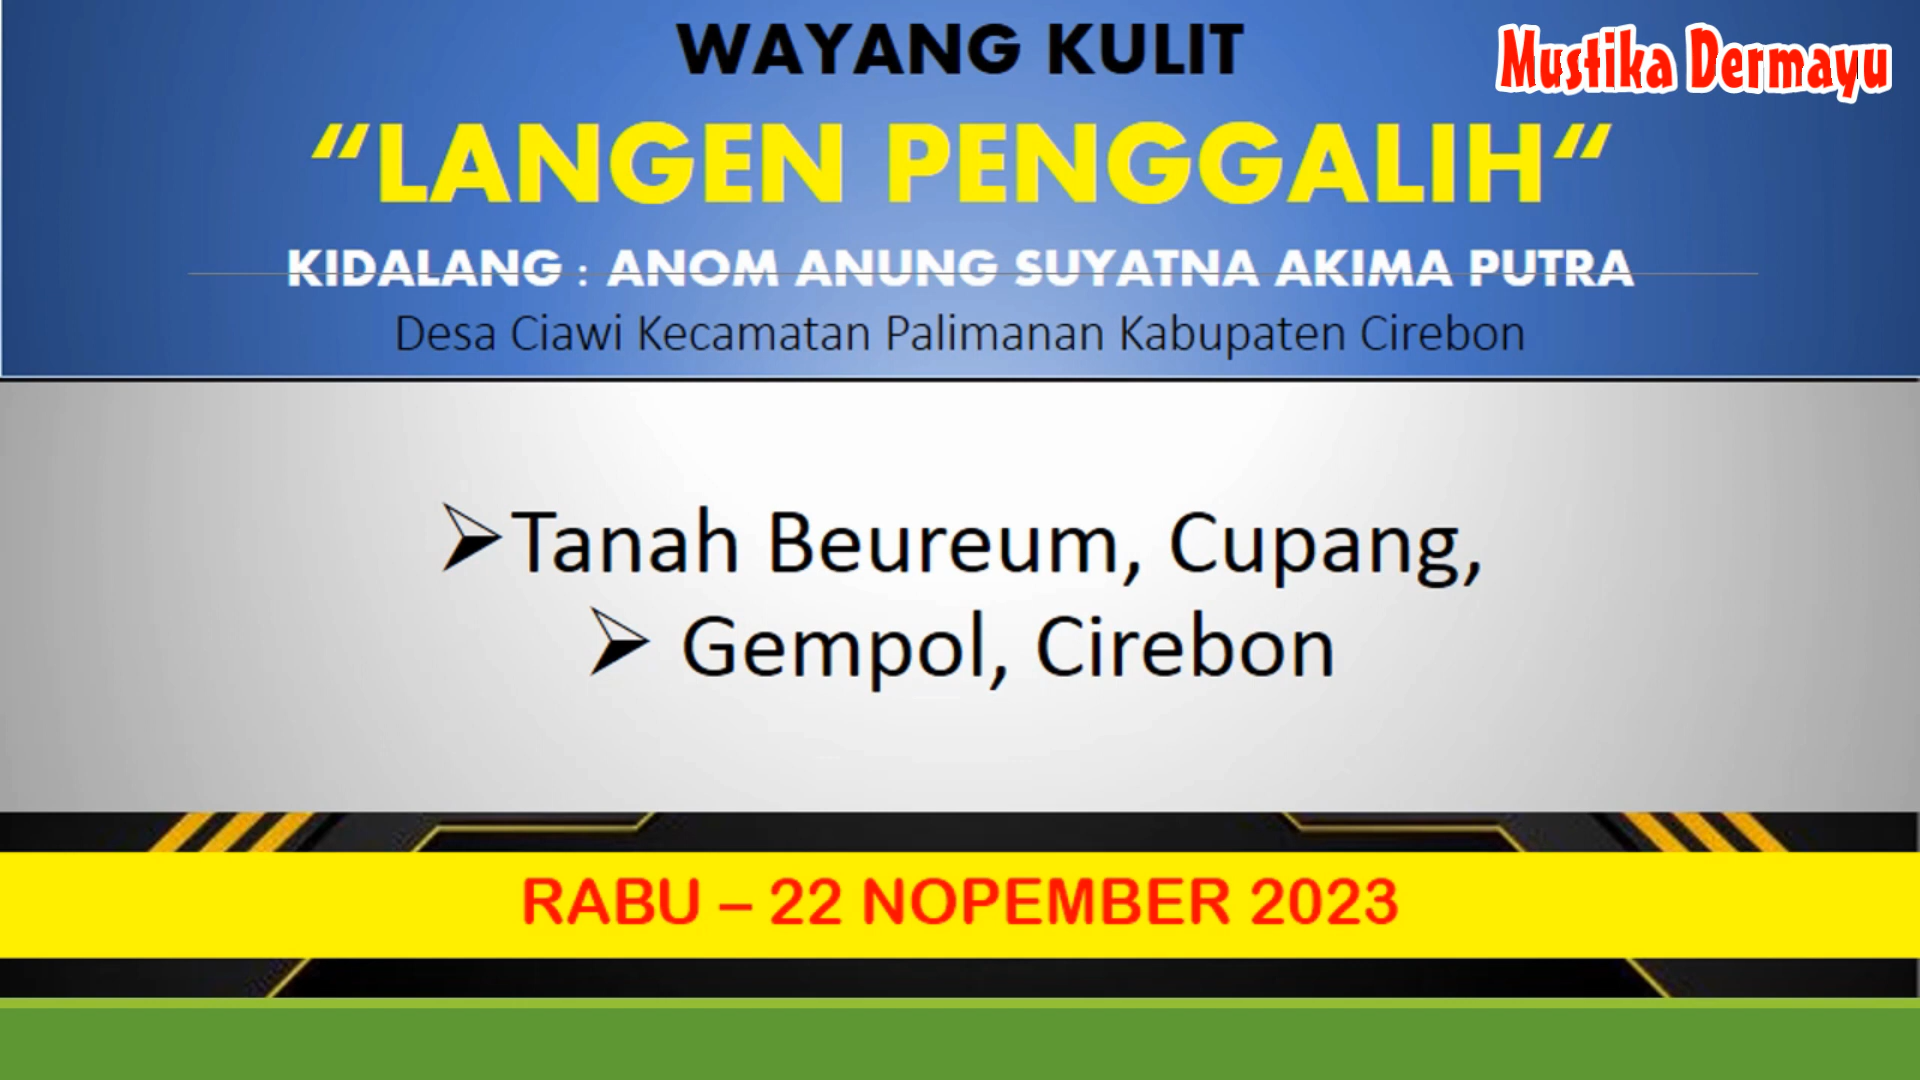 WAYANG KULIT
Mustika Dermayu
“LANGEN PENGGALIH“
KIDALANG : ANOM ANUNG SUYATNA AKIMA PUTRA
Desa Ciawi Kecamatan Palimanan Kabupaten Cirebon
➢Tanah Beureum, Cupang,
➢ Gempol, Cirebon
RABU – 22 NOPEMBER 2023